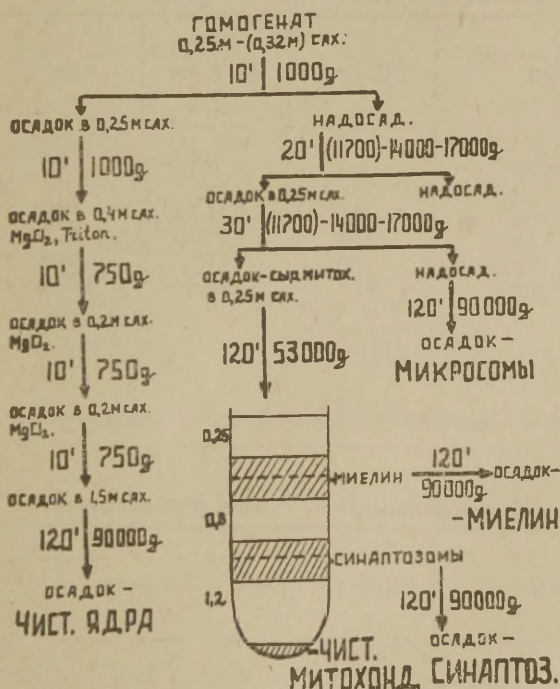 ГОМОГЕНАТ
0,25м-(0,32м) сах:
10' 1000g
ОСАДОК в 0,25М САХ.
НАДОСАД.
10' 1000g
20' (11700)-14000-17000g
ОСАДОК в 0,25М САХ.
НАДОСАД.
ОСАДОК в 0,4М САХ.
MgCl₂, Triton.
30' (11700)-14000-17000g
10' 750g
ОСАДОК-СЫР.МИТОХ.
в 0,25М САХ.
НАДОСАД.
120' 90000g
ОСАДОК-
МИКРОСОМЫ
ОСАДОК в 0,2М САХ.
MgCl₂.
120' 53000g
10' 750g
ОСАДОК в 0,2М САХ.
MgCl₂.
10' 750g
0,25
МИЕЛИН
120'
90000g
ОСАДОК-
-МИЕЛИН
0,8
ОСАДОК в 1,5М САХ.
120' 90000g
СИНАПТОЗОМЫ
120' 90000g
1,2
ОСАДОК-
ЧИСТ. ЯДРА
ОСАДОК-
СИНАПТОЗ.
ЧИСТ.
МИТОХОНД.